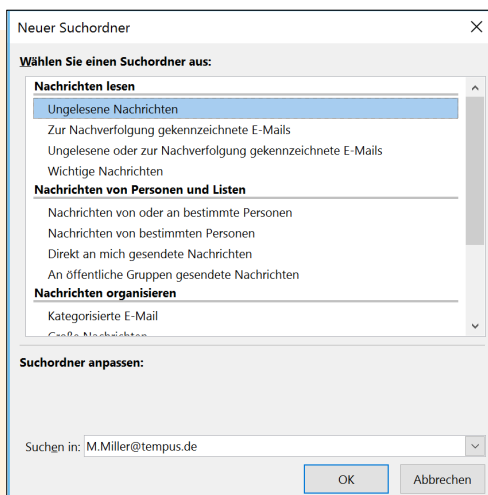 Neuer Suchordner
Wählen Sie einen Suchordner aus:
Nachrichten lesen
Ungelesene Nachrichten
Zur Nachverfolgung gekennzeichnete E-Mails
Ungelesene oder zur Nachverfolgung gekennzeichnete E-Mails
Wichtige Nachrichten
Nachrichten von Personen und Listen
Nachrichten von oder an bestimmte Personen
Nachrichten von bestimmten Personen
Direkt an mich gesendete Nachrichten
An öffentliche Gruppen gesendete Nachrichten
Nachrichten organisieren
Kategorisierte E-Mail
Große Nachrichten
Suchordner anpassen:
Suchen in: M.Miller@tempus.de
OK Abbrechen